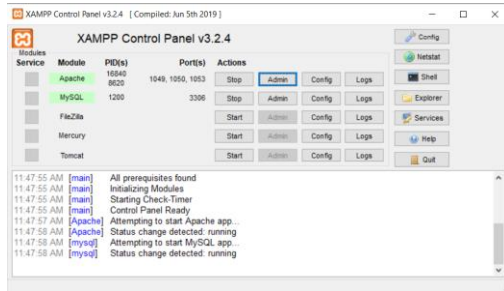 XAMPP Control Panel v3.2.4 [ Compiled: Jun 5th 2019 ]
XAMPP Control Panel v3.2.4
Config
Modules
Service Module PID(s) Port(s) Actions
Netstat
Apache 16840 8620 1049, 1050, 1053 Stop Admin Config Logs
Shell
MySQL 1200 3306 Stop Admin Config Logs
Explorer
FileZilla Start Admin Config Logs
Services
Mercury Start Admin Config Logs
Help
Tomcat Start Admin Config Logs
Quit
11:47:55 AM [main] All prerequisites found
11:47:55 AM [main] Initializing Modules
11:47:55 AM [main] Starting Check-Timer
11:47:55 AM [main] Control Panel Ready
11:47:57 AM [Apache] Attempting to start Apache app...
11:47:58 AM [Apache] Status change detected: running
11:47:58 AM [mysql] Attempting to start MySQL app...
11:47:58 AM [mysql] Status change detected: running